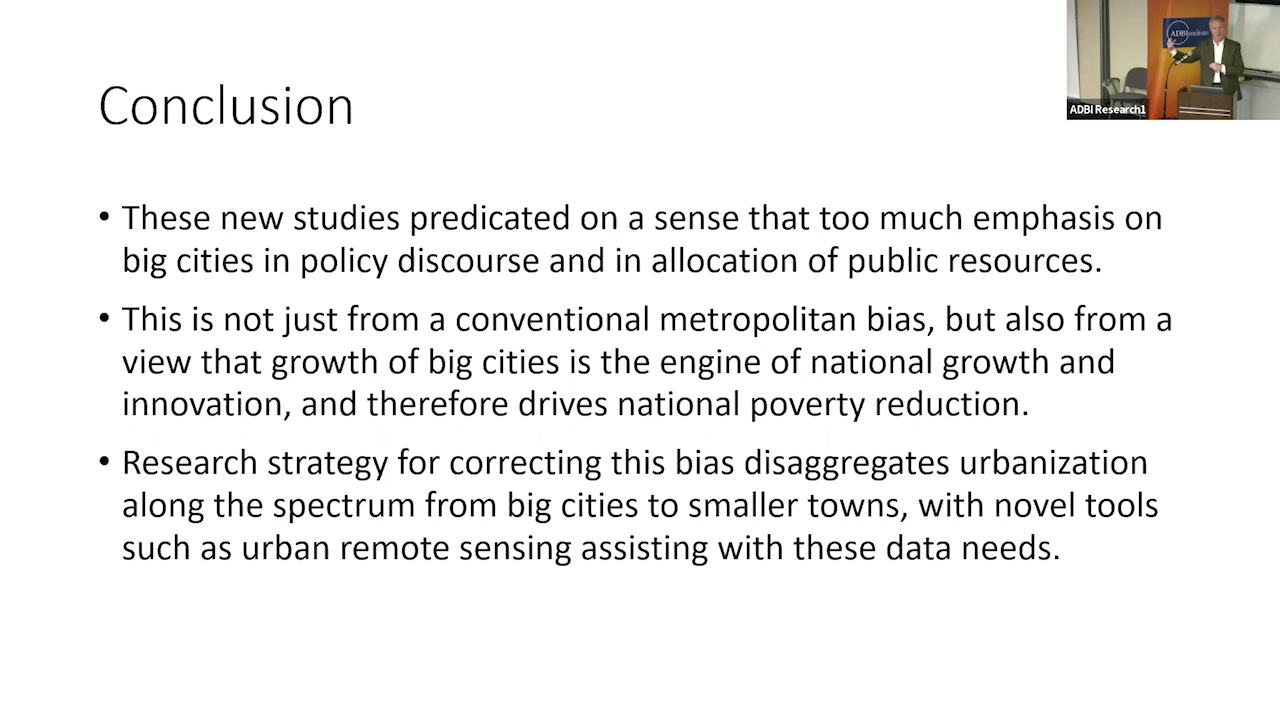 Conclusion
ADBInstitute
ADBI Research1
• These new studies predicated on a sense that too much emphasis on
big cities in policy discourse and in allocation of public resources.
• This is not just from a conventional metropolitan bias, but also from a
view that growth of big cities is the engine of national growth and
innovation, and therefore drives national poverty reduction.
• Research strategy for correcting this bias disaggregates urbanization
along the spectrum from big cities to smaller towns, with novel tools
such as urban remote sensing assisting with these data needs.